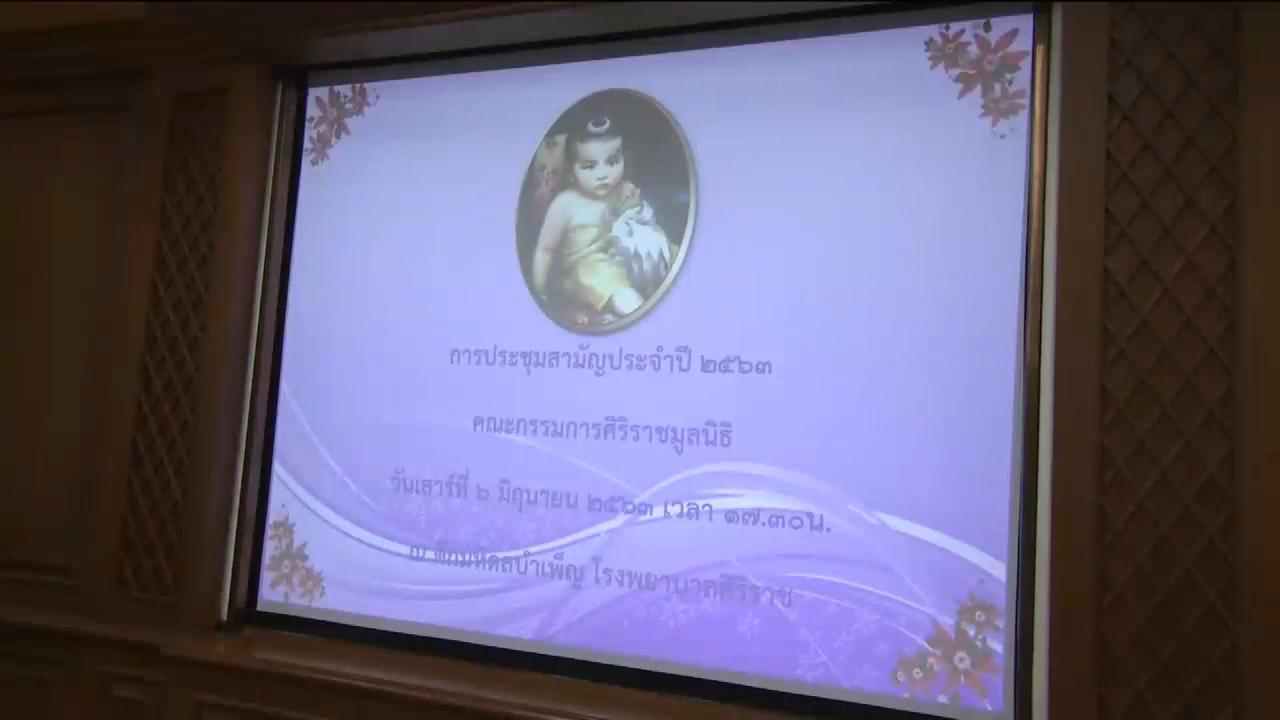 การประชุมสามัญประจำปี ๒๕๖๓
คณะกรรมการศิริราชมูลนิธิ
วันเสาร์ที่ ๖ มิถุนายน ๒๕๖๓ เวลา ๑๗.๓๐น.
ณ ตึกมหิดลบำเพ็ญ โรงพยาบาลศิริราช